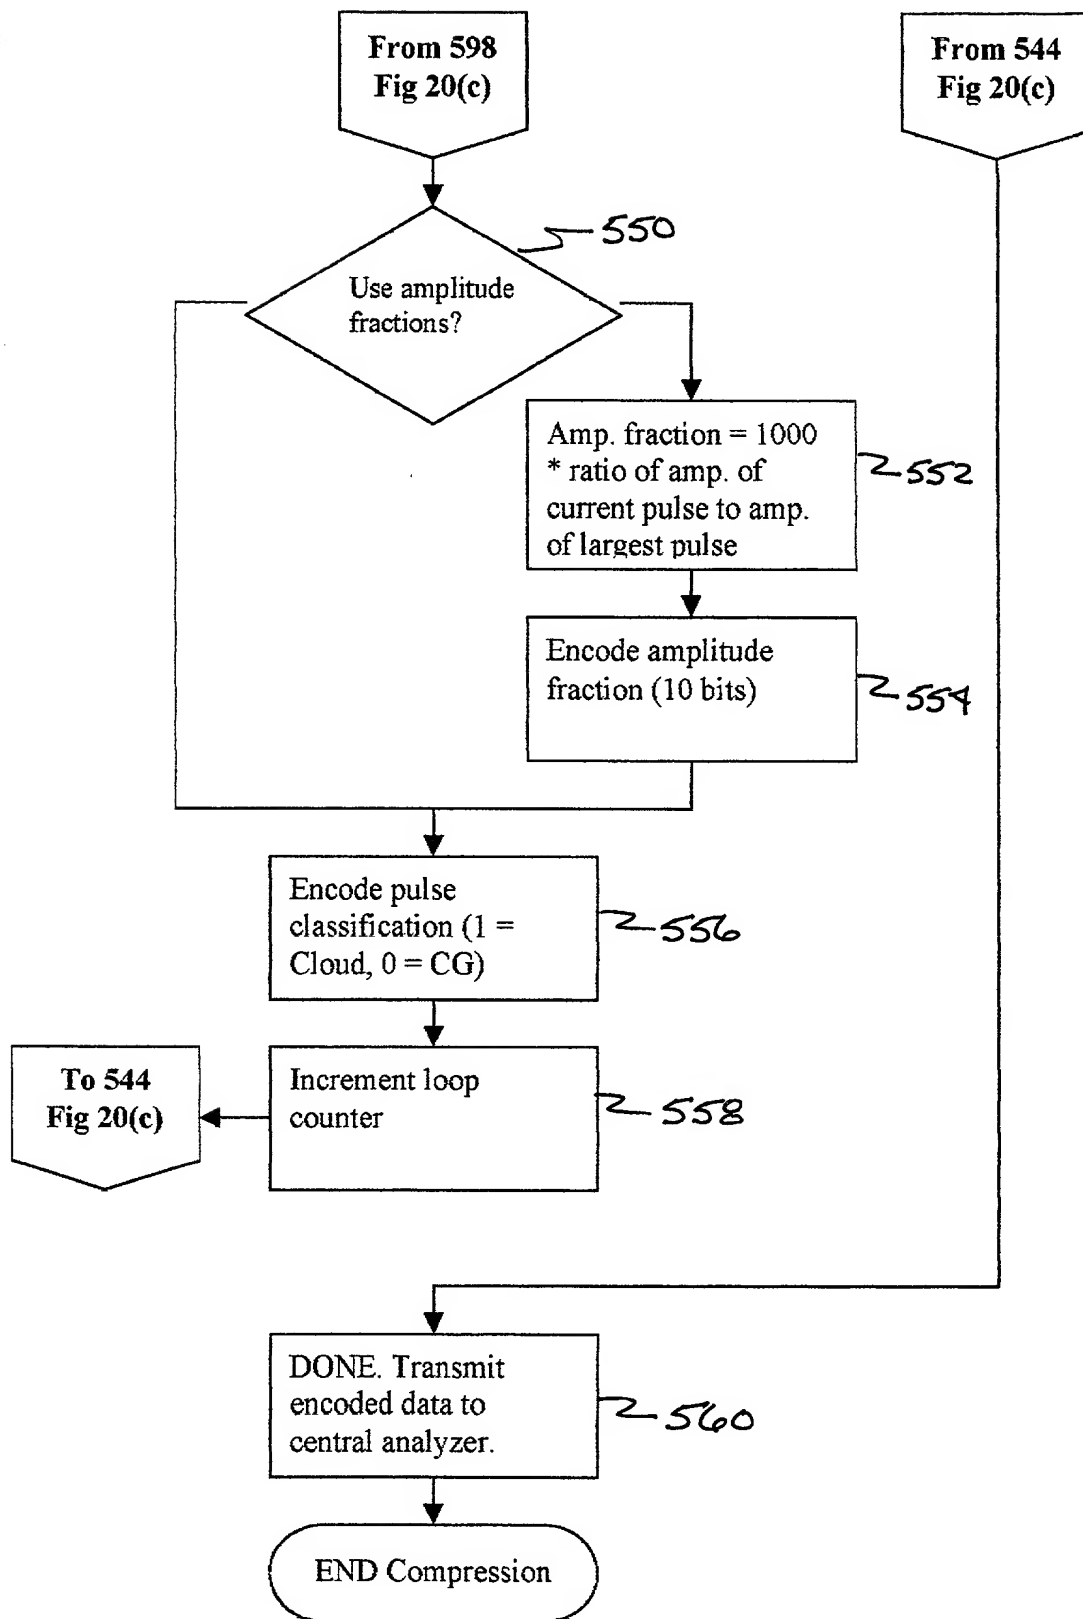 From 598
Fig 20(c)
From 544
Fig 20(c)
550
Use amplitude
fractions?
Amp. fraction = 1000
* ratio of amp. of
current pulse to amp.
of largest pulse
552
Encode amplitude
fraction (10 bits)
554
Encode pulse
classification (1 =
Cloud, 0 = CG)
556
To 544
Fig 20(c)
Increment loop
counter
558
DONE. Transmit
encoded data to
central analyzer.
560
END Compression